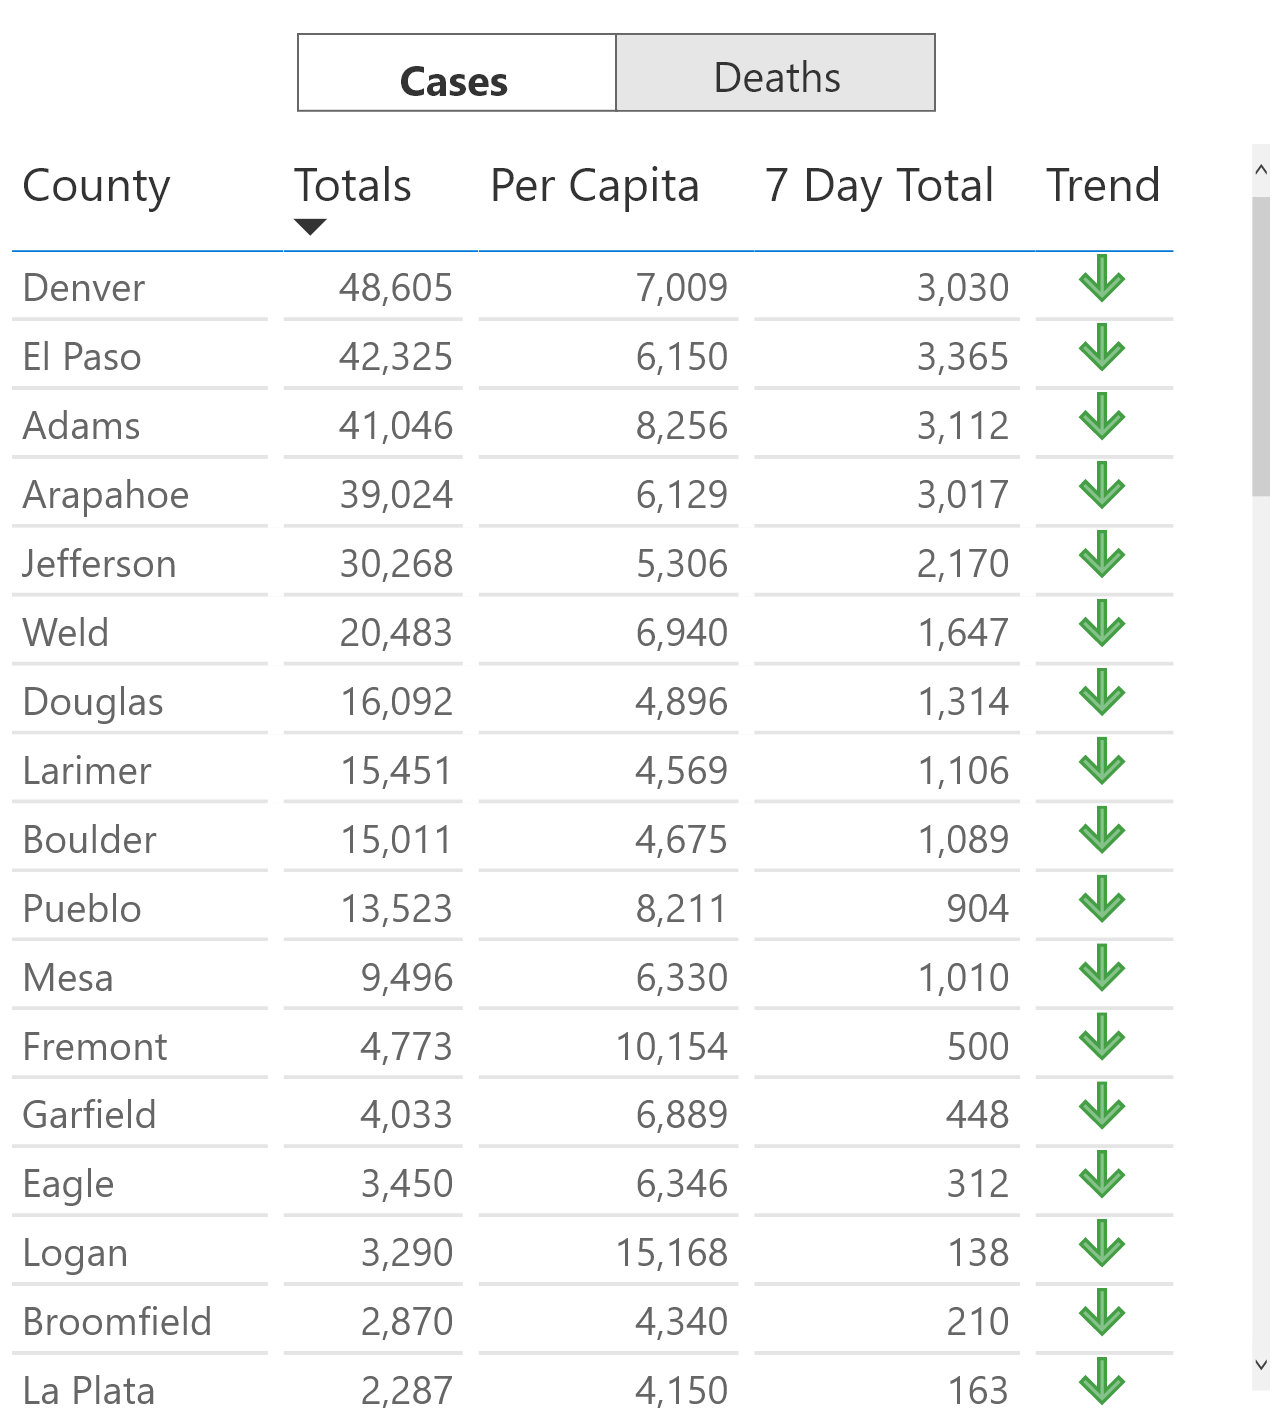 Cases Deaths
County Totals Per Capita 7 Day Total Trend
Denver 48,605 7,009 3,030
El Paso 42,325 6,150 3,365
Adams 41,046 8,256 3,112
Arapahoe 39,024 6,129 3,017
Jefferson 30,268 5,306 2,170
Weld 20,483 6,940 1,647
Douglas 16,092 4,896 1,314
Larimer 15,451 4,569 1,106
Boulder 15,011 4,675 1,089
Pueblo 13,523 8,211 904
Mesa 9,496 6,330 1,010
Fremont 4,773 10,154 500
Garfield 4,033 6,889 448
Eagle 3,450 6,346 312
Logan 3,290 15,168 138
Broomfield 2,870 4,340 210
La Plata 2,287 4,150 163